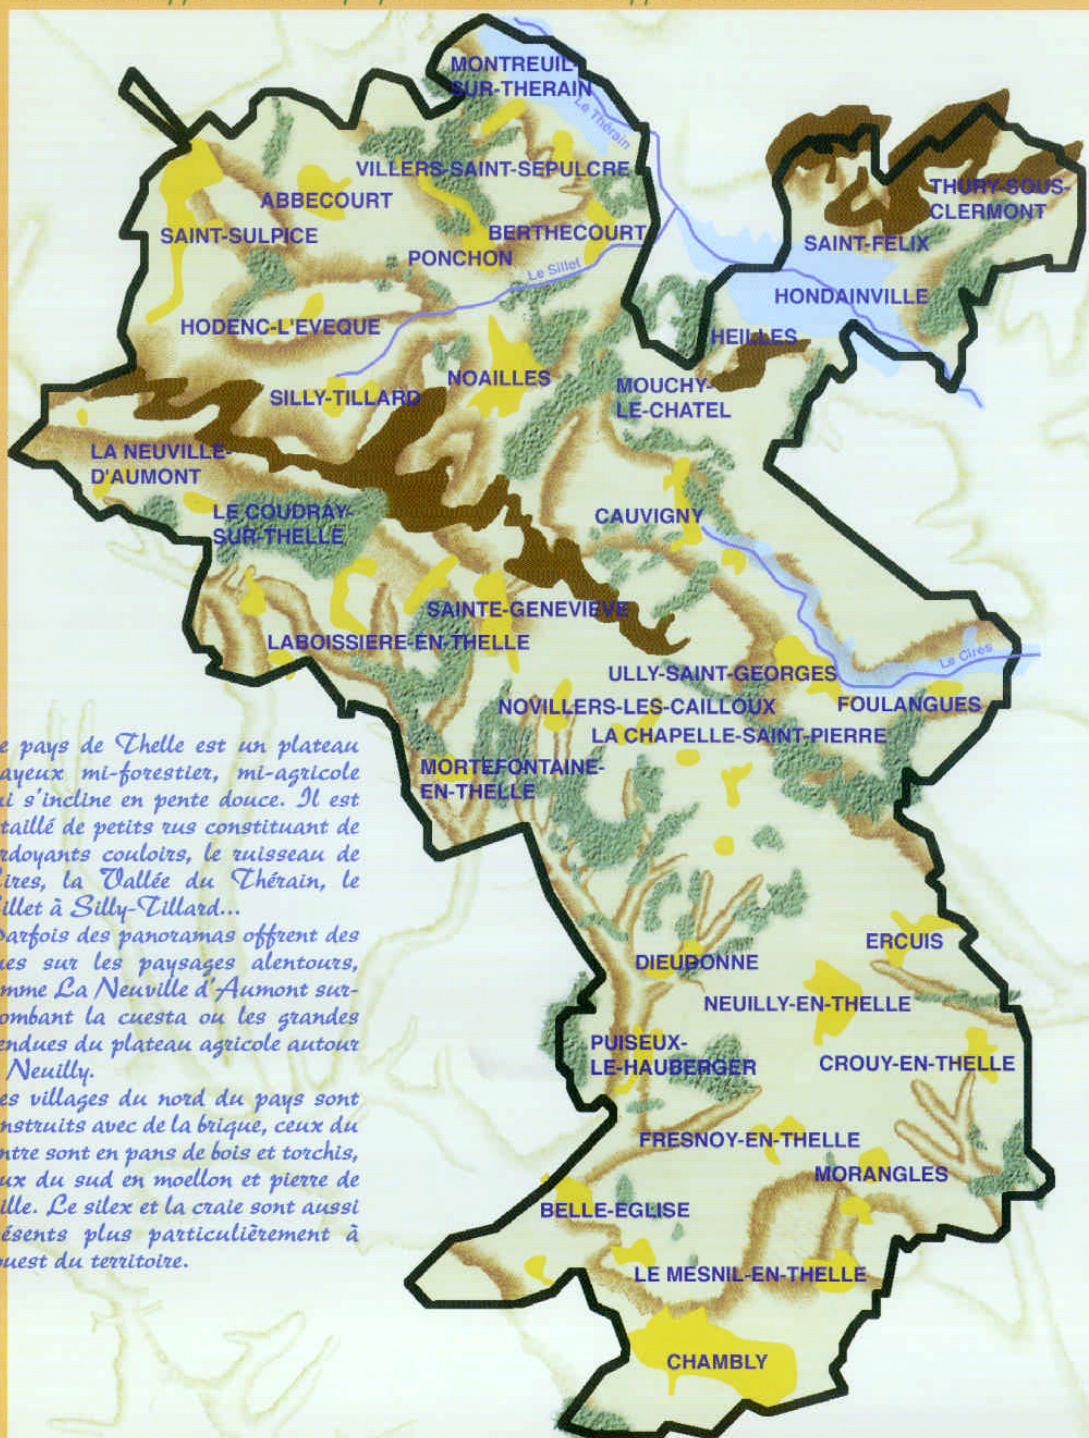 MONTREUIL-
SUR-THERAIN
Le Thérain
VILLERS-SAINT-SEPULCRE
ABBECOURT
THURY-SOUS-
CLERMONT
SAINT-SULPICE
BERTHECOURT
SAINT-FELIX
PONCHON
Le Sillet
HONDAINVILLE
HODENC-L'EVEQUE
HEILLES
NOAILLES
MOUCHY-
LE-CHATEL
SILLY-TILLARD
LA NEUVILLE-
D'AUMONT
LE COUDRAY-
SUR-THELLE
CAUVIGNY
SAINTE-GENEVIEVE
LABOISSIERE-EN-THELLE
Le Cires
ULLY-SAINT-GEORGES
NOVILLERS-LES-CAILLOUX
FOULANGUES
LA CHAPELLE-SAINT-PIERRE
MORTEFONTAINE-
EN-THELLE
e pays de Thelle est un plateau
ayeux mi-forestier, mi-agricole
ui s'incline en pente douce. Il est
taillé de petits rus constituant de
rdoyants couloirs, le ruisseau de
ires, la Vallée du Thérain, le
illet à Silly-Tillard...
arfois des panoramas offrent des
ues sur les paysages alentours,
mme La Neuville d'Aumont sur-
ombant la cuesta ou les grandes
endues du plateau agricole autour
Neuilly.
es villages du nord du pays sont
nstruits avec de la brique, ceux du
ntre sont en pans de bois et torchis,
ux du sud en moellon et pierre de
ille. Le silex et la craie sont aussi
ésents plus particulièrement à
ouest du territoire.
ERCUIS
DIEUDONNE
NEUILLY-EN-THELLE
PUISEUX-
LE-HAUBERGER
CROUY-EN-THELLE
FRESNOY-EN-THELLE
MORANGLES
BELLE-EGLISE
LE MESNIL-EN-THELLE
CHAMBLY